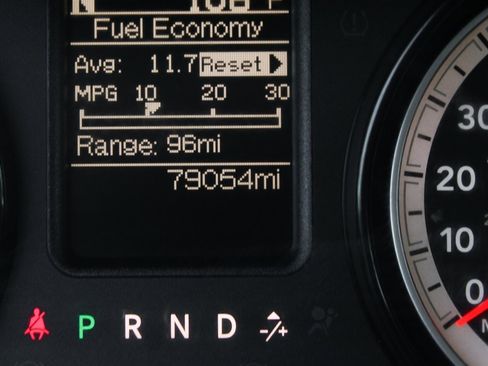 Fuel Economy
Avg: 11.7 Reset
MPG 10 20 30
Range: 96mi
79054mi
P R N D -/+
30
20
10
0